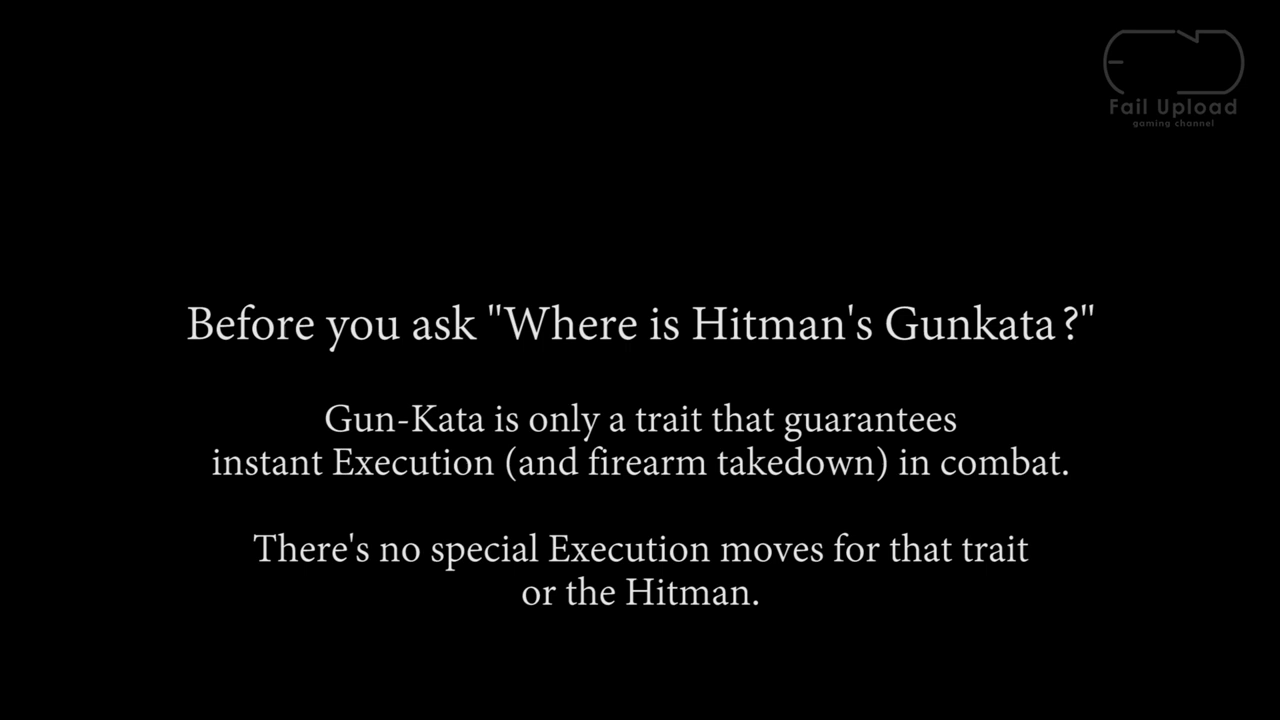 Fail Upload
gaming channel
Before you ask "Where is Hitman's Gunkata?"
Gun-Kata is only a trait that guarantees
instant Execution (and firearm takedown) in combat.
There's no special Execution moves for that trait
or the Hitman.